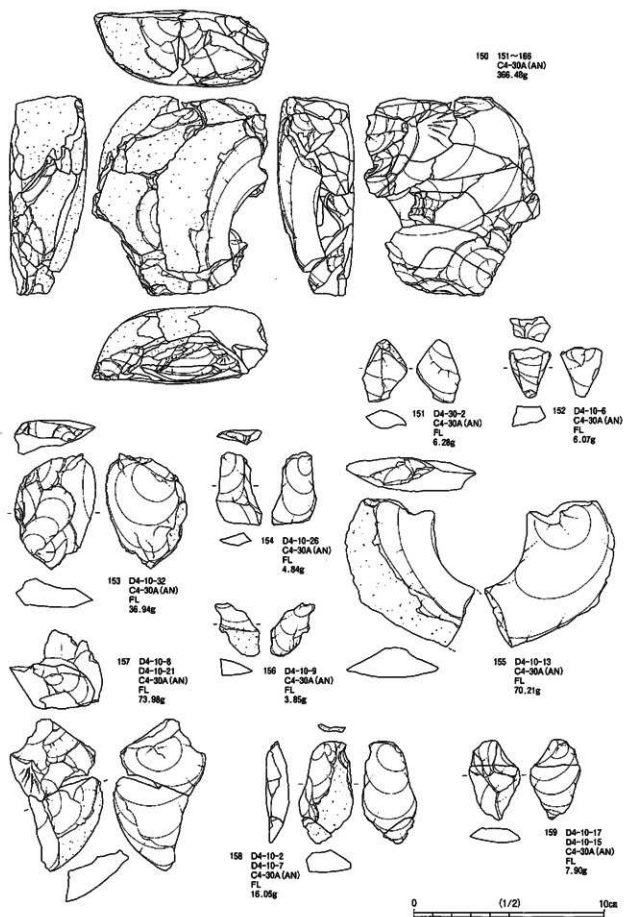 150 151～166
C4-30A(AN)
366.48g
151 D4-30-2
C4-30A(AN)
FL
6.28g
152 D4-10-6
C4-30A(AN)
FL
6.07g
153 D4-10-32
C4-30A(AN)
FL
36.94g
154 D4-10-26
C4-30A(AN)
FL
4.84g
155 D4-10-13
C4-30A(AN)
FL
70.21g
156 D4-10-9
C4-30A(AN)
FL
3.85g
157 D4-10-8
D4-10-21
C4-30A(AN)
FL
73.98g
158 D4-10-2
D4-10-7
C4-30A(AN)
FL
16.05g
159 D4-10-17
D4-10-15
C4-30A(AN)
FL
7.90g
0 (1/2) 10cm